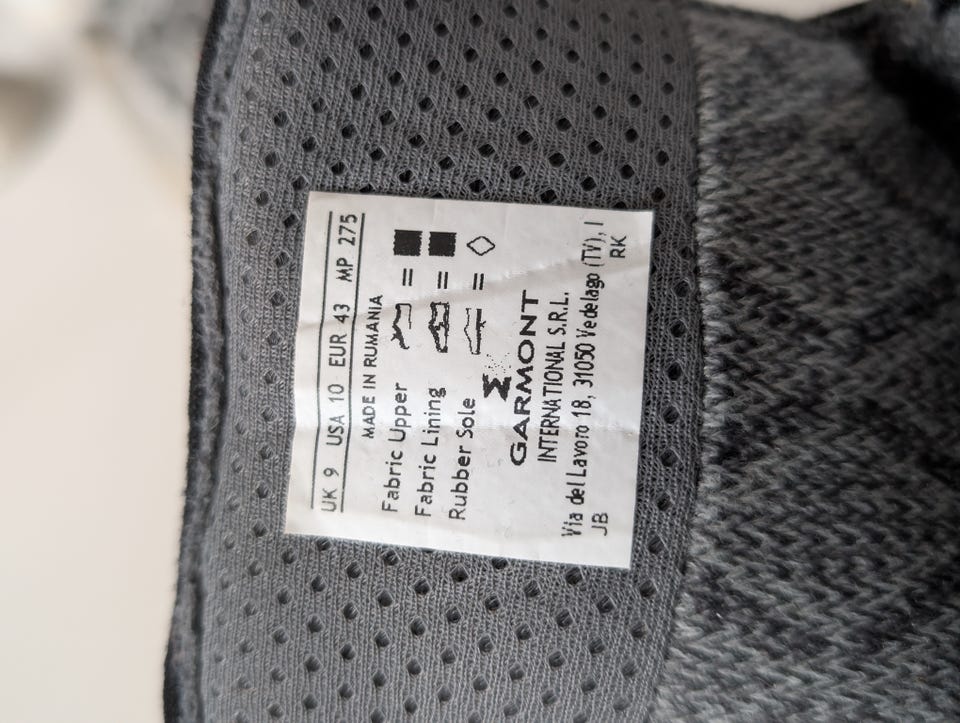 UK 9 USA 10 EUR 43 MP 275
MADE IN RUMANIA
Fabric Upper =
Fabric Lining =
Rubber Sole =
GARMONT
INTERNATIONAL S.R.L.
Via del Lavoro 18, 31050 Vedelago (TV), I
JB RK